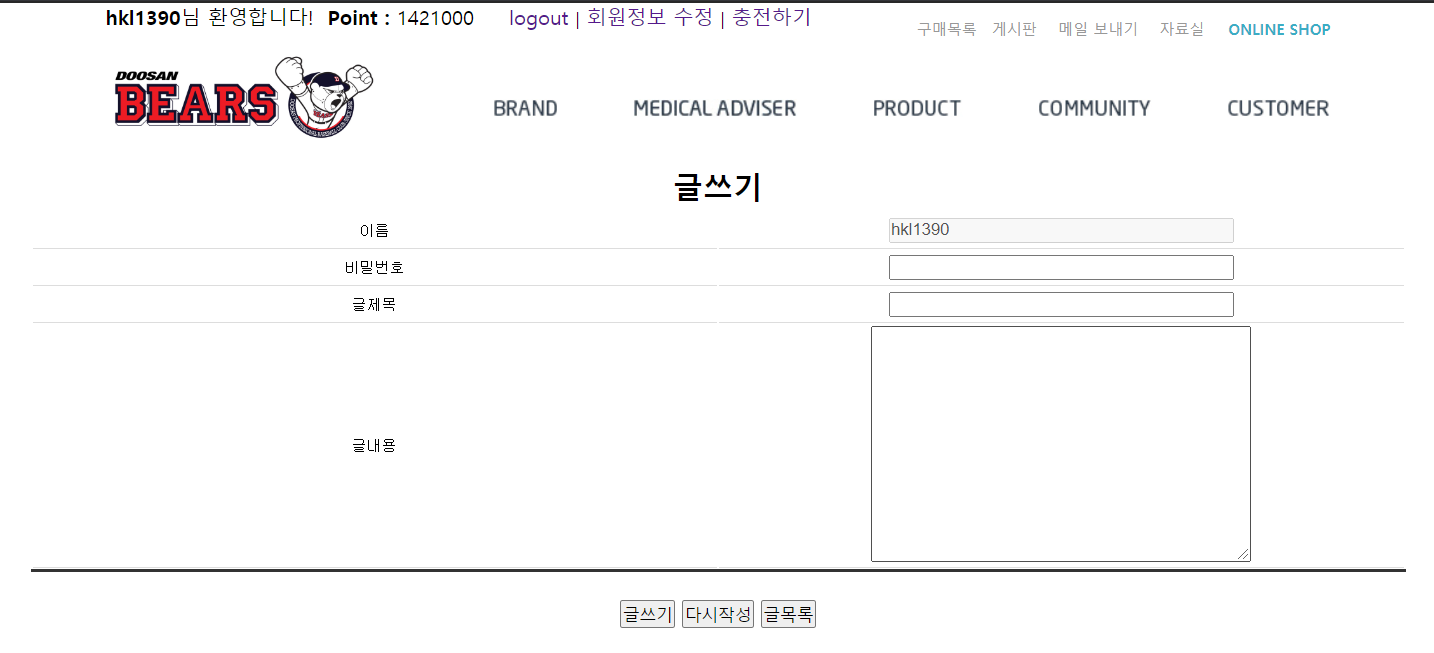 hkl1390님 환영합니다! Point : 1421000 logout | 회원정보 수정 | 충전하기
구매목록 게시판 메일 보내기 자료실 ONLINE SHOP
DOOSAN
BEARS
BRAND MEDICAL ADVISER PRODUCT COMMUNITY CUSTOMER
글쓰기
이름 hkl1390
비밀번호
글제목
글내용
글쓰기 다시작성 글목록